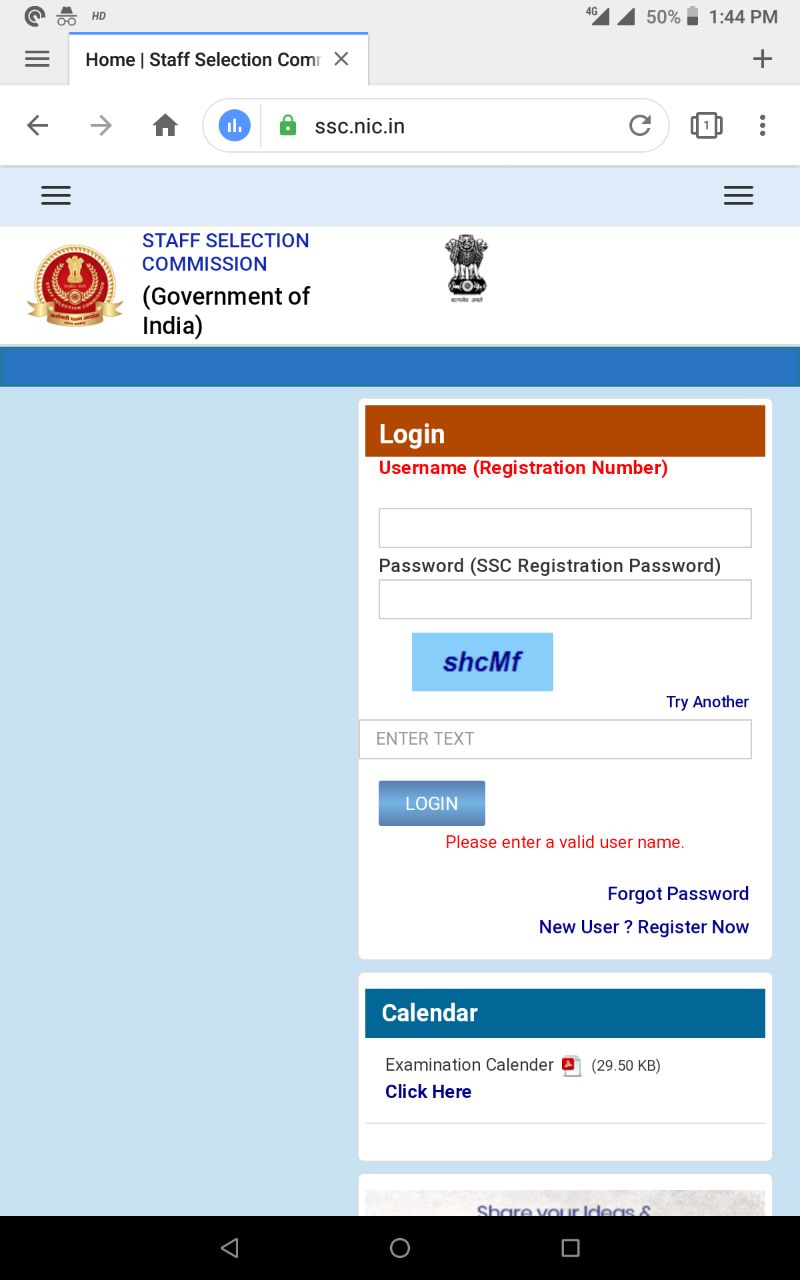 HD
4G
50%
1:44 PM
Home | Staff Selection Com
1
ssc.nic.in
STAFF SELECTION
COMMISSION
(Government of
India)
सत्यमेव जयते
Login
Username (Registration Number)
Password (SSC Registration Password)
shcMf
Try Another
ENTER TEXT
LOGIN
Please enter a valid user name.
Forgot Password
New User ? Register Now
Calendar
Examination Calender (29.50 KB)
Click Here
Share your Ideas &